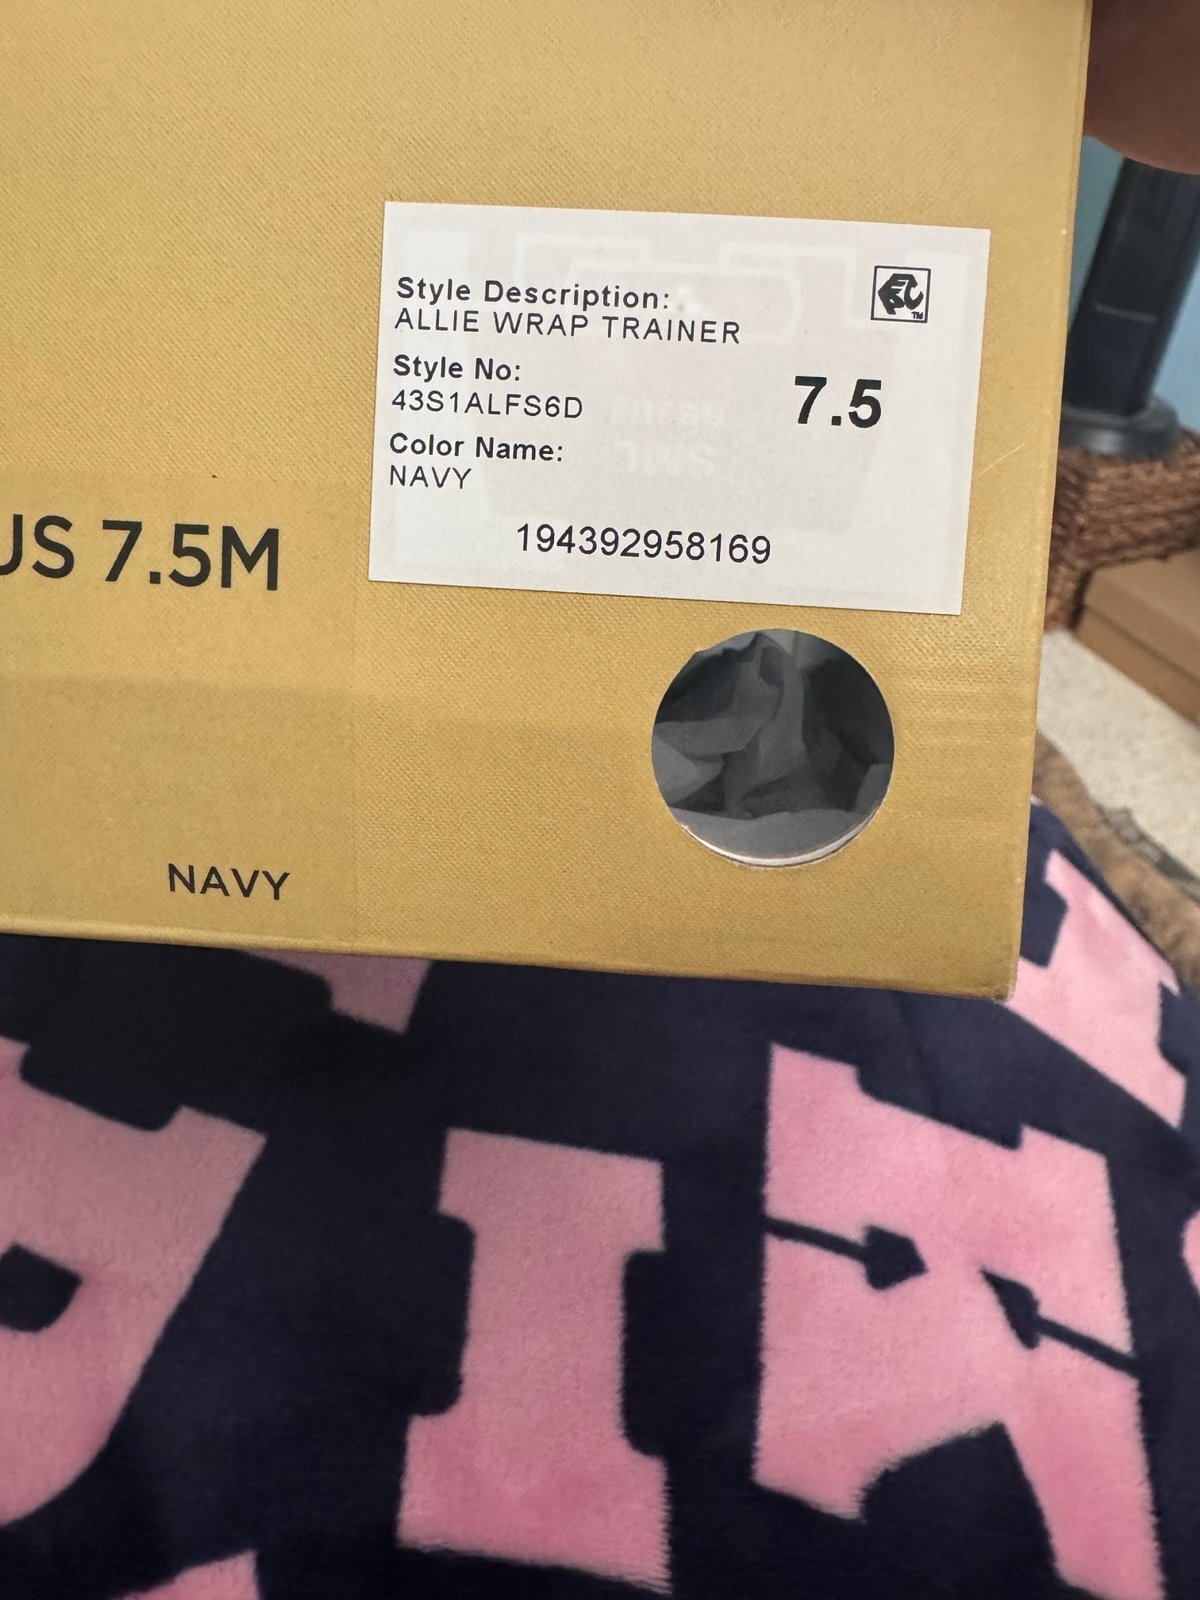 Style Description:
ALLIE WRAP TRAINER
Style No:
43S1ALFS6D
7.5
Color Name:
NAVY
194392958169
US 7.5M
NAVY